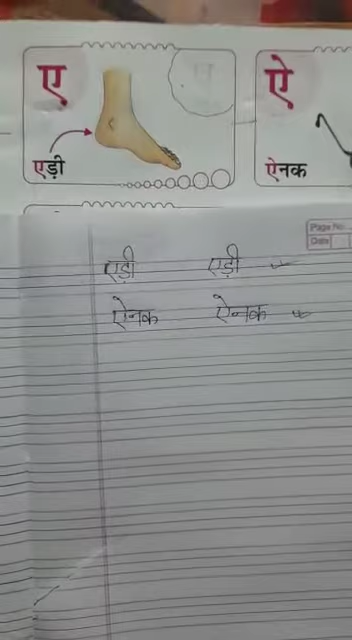 ए ऐ
एड़ी ऐनक
Page No.
Date
एड़ी एड़ी
ऐनक ऐनक